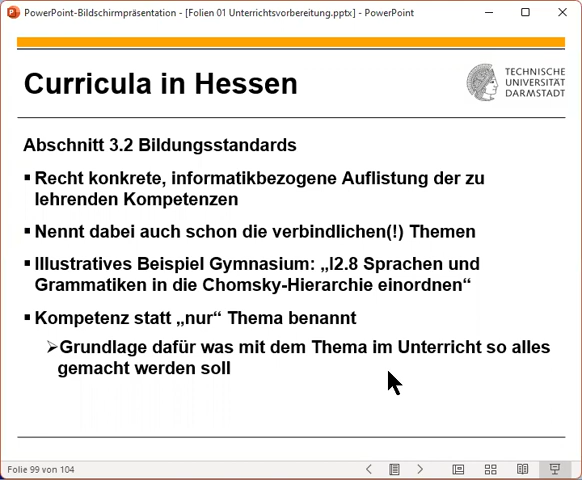 PowerPoint-Bildschirmpräsentation - [Folien 01 Unterrichtsvorbereitung.pptx] - PowerPoint
Curricula in Hessen
TECHNISCHE
UNIVERSITÄT
DARMSTADT
Abschnitt 3.2 Bildungsstandards
▪ Recht konkrete, informatikbezogene Auflistung der zu
lehrenden Kompetenzen
▪ Nennt dabei auch schon die verbindlichen(!) Themen
▪ Illustratives Beispiel Gymnasium: „I2.8 Sprachen und
Grammatiken in die Chomsky-Hierarchie einordnen“
▪ Kompetenz statt „nur“ Thema benannt
➢Grundlage dafür was mit dem Thema im Unterricht so alles
gemacht werden soll
Folie 99 von 104